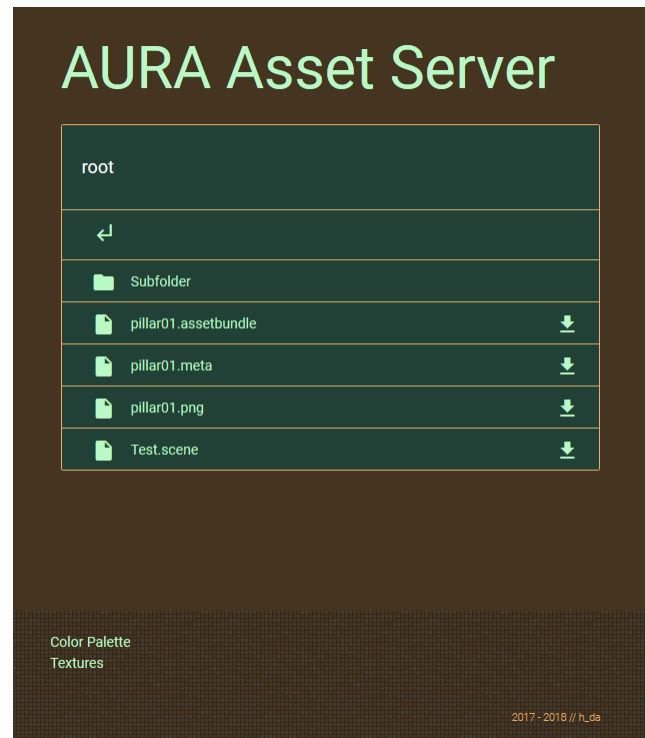 AURA Asset Server
root
Subfolder
pillar01.assetbundle
pillar01.meta
pillar01.png
Test.scene
Color Palette
Textures
2017 - 2018 // h_da